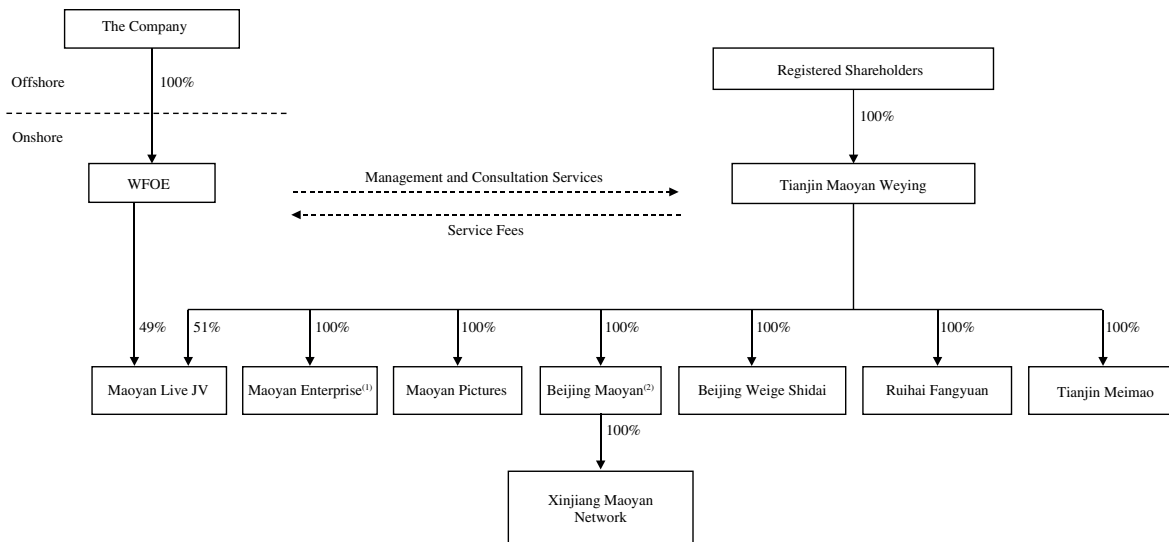 The Company
Offshore
100%
Registered Shareholders
Onshore
100%
WFOE
Management and Consultation Services
Tianjin Maoyan Weying
Service Fees
49%
51%
100%
100%
100%
100%
100%
100%
Maoyan Live JV
Maoyan Enterprise(1)
Maoyan Pictures
Beijing Maoyan(2)
Beijing Weige Shidai
Ruihai Fangyuan
Tianjin Meimao
100%
Xinjiang Maoyan
Network